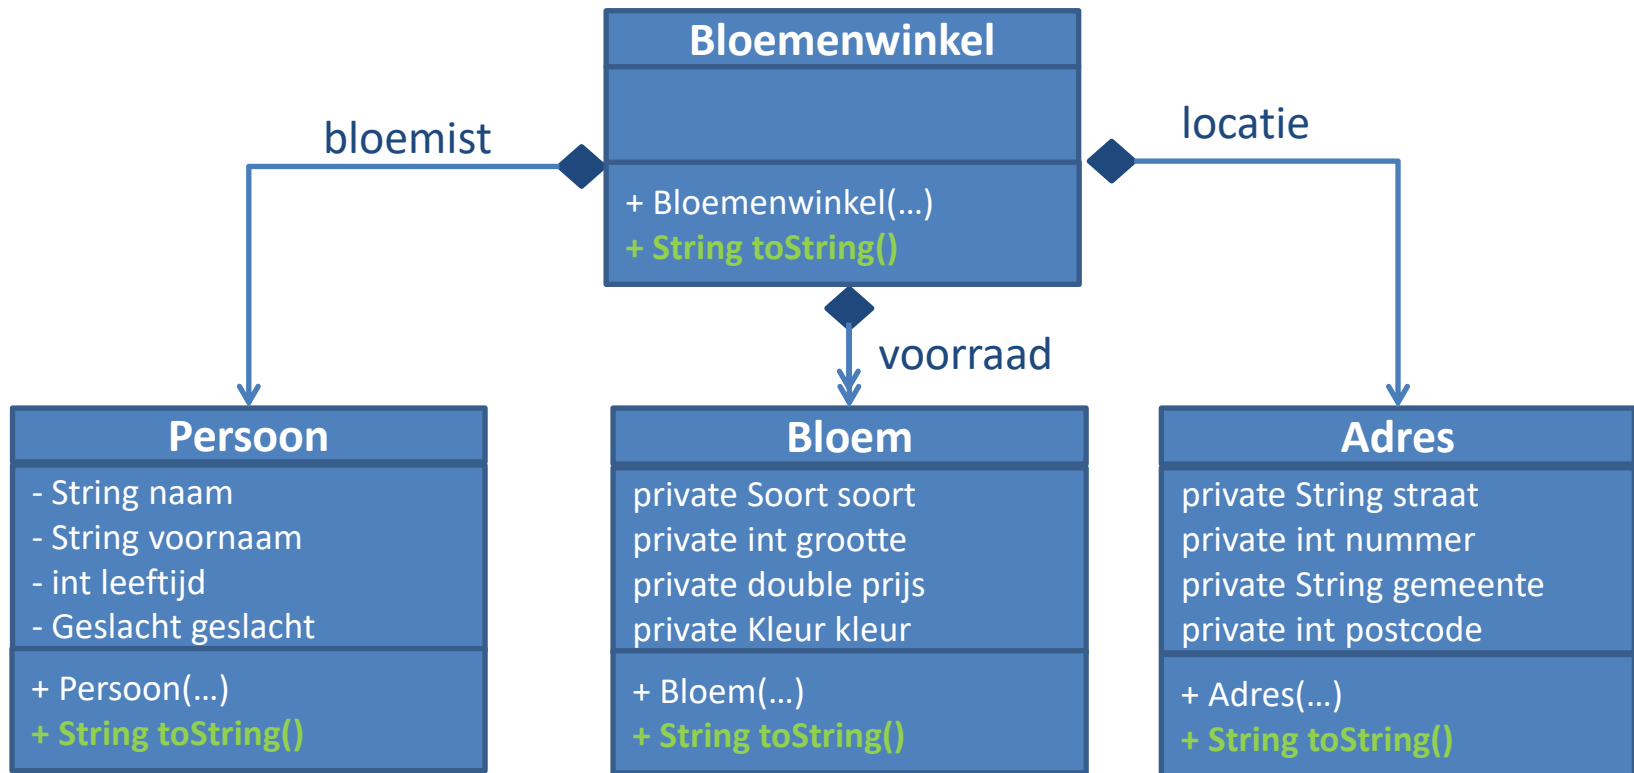 Bloemenwinkel
+ Bloemenwinkel(…)
+ String toString()
bloemist
locatie
voorraad
Persoon
- String naam
- String voornaam
- int leeftijd
- Geslacht geslacht
+ Persoon(…)
+ String toString()
Bloem
private Soort soort
private int grootte
private double prijs
private Kleur kleur
+ Bloem(…)
+ String toString()
Adres
private String straat
private int nummer
private String gemeente
private int postcode
+ Adres(…)
+ String toString()